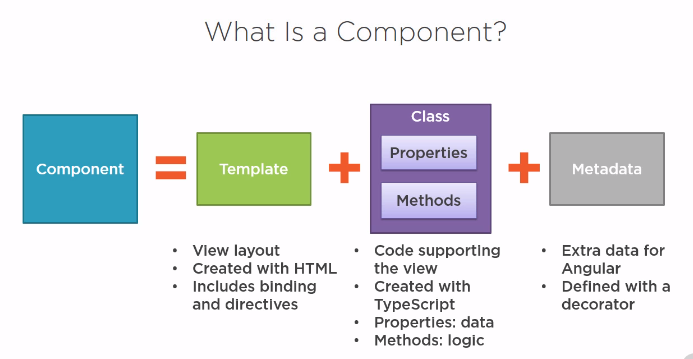 What Is a Component?
Component
=
Template
+
Class
Properties
Methods
+
Metadata
• View layout
• Created with HTML
• Includes binding
and directives
• Code supporting
the view
• Created with
TypeScript
• Properties: data
• Methods: logic
• Extra data for
Angular
• Defined with a
decorator